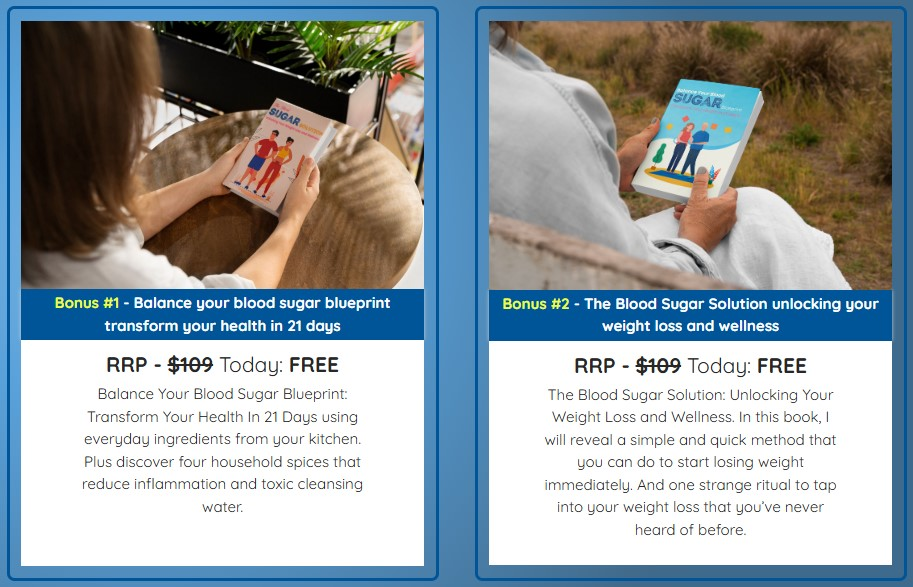 SUGAR
Bonus #1 - Balance your blood sugar blueprint
transform your health in 21 days
RRP - $109 Today: FREE
Balance Your Blood Sugar Blueprint:
Transform Your Health In 21 Days using
everyday ingredients from your kitchen.
Plus discover four household spices that
reduce inflammation and toxic cleansing
water.
Balance Your Blood
SUGAR
Bonus #2 - The Blood Sugar Solution unlocking your
weight loss and wellness
RRP - $109 Today: FREE
The Blood Sugar Solution: Unlocking Your
Weight Loss and Wellness. In this book, I
will reveal a simple and quick method that
you can do to start losing weight
immediately. And one strange ritual to tap
into your weight loss that you've never
heard of before.